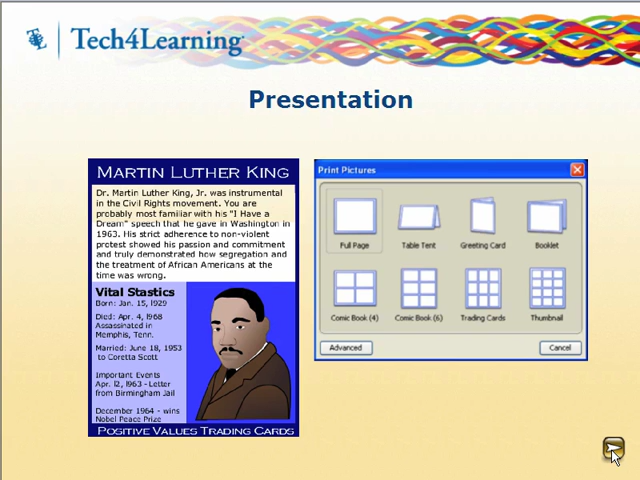 Tech4Learning
Presentation
MARTIN LUTHER KING
Dr. Martin Luther King, Jr. was instrumental
in the Civil Rights movement. You are
probably most familiar with his "I Have a
Dream" speech that he gave in Washington in
1963. His strict adherence to non-violent
protest showed his passion and commitment
and truly demonstrated how segregation and
the treatment of African Americans at the
time was wrong.
Vital Stastics
Born: Jan. 15, 1929
Died: Apr. 4, 1968
Assassinated in
Memphis, Tenn.
Married: June 18, 1953
to Coretta Scott
Important Events
Apr. 12, 1963 - Letter
from Birmingham Jail
December 1964 - wins
Nobel Peace Prize
POSITIVE VALUES TRADING CARDS
Print Pictures
Full Page Table Tent Greeting Card Booklet
Comic Book (4) Comic Book (6) Trading Cards Thumbnail
Advanced Cancel